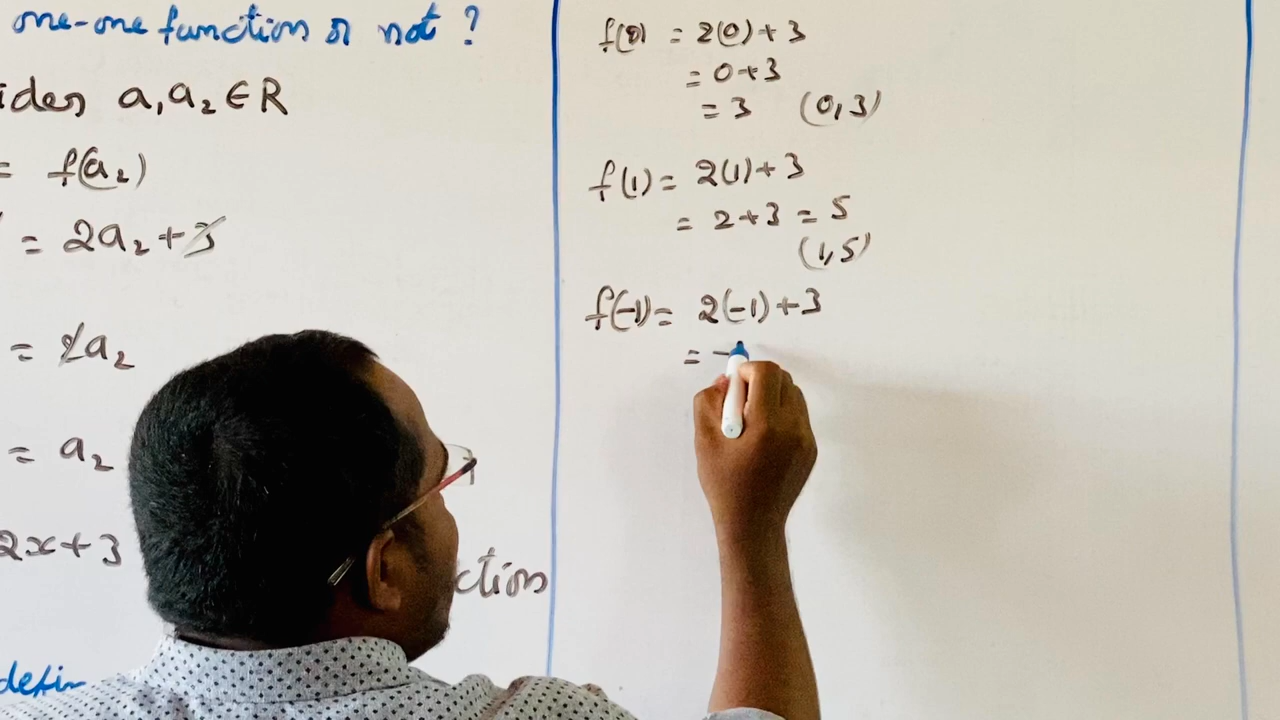 one-one function or not ?
ider a, a₂ ∈ R
= f(a₂)
= 2a₂ + 3
= 2a₂
= a₂
2x+3
ction
defin
f(0) = 2(0)+3
= 0+3
= 3 (0,3)
f(1) = 2(1)+3
= 2+3 = 5
(1,5)
f(-1) = 2(-1)+3
= -